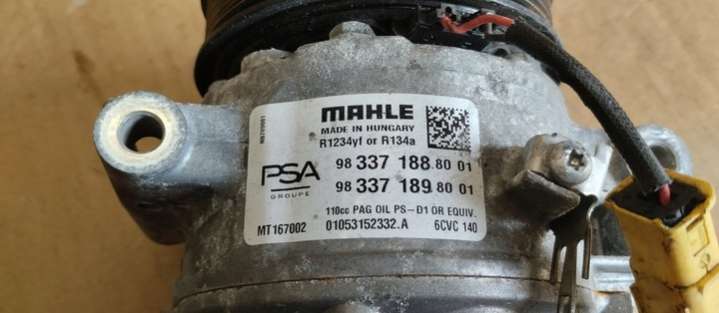 MAHLE
MADE IN HUNGARY
R1234yf or R134a
98 337 188 80 01
PSA
GROUPE
98 337 189 80 01
110cc PAG OIL PS-D1 OR EQUIV.
MT167002 01053152332.A 6CVC 140